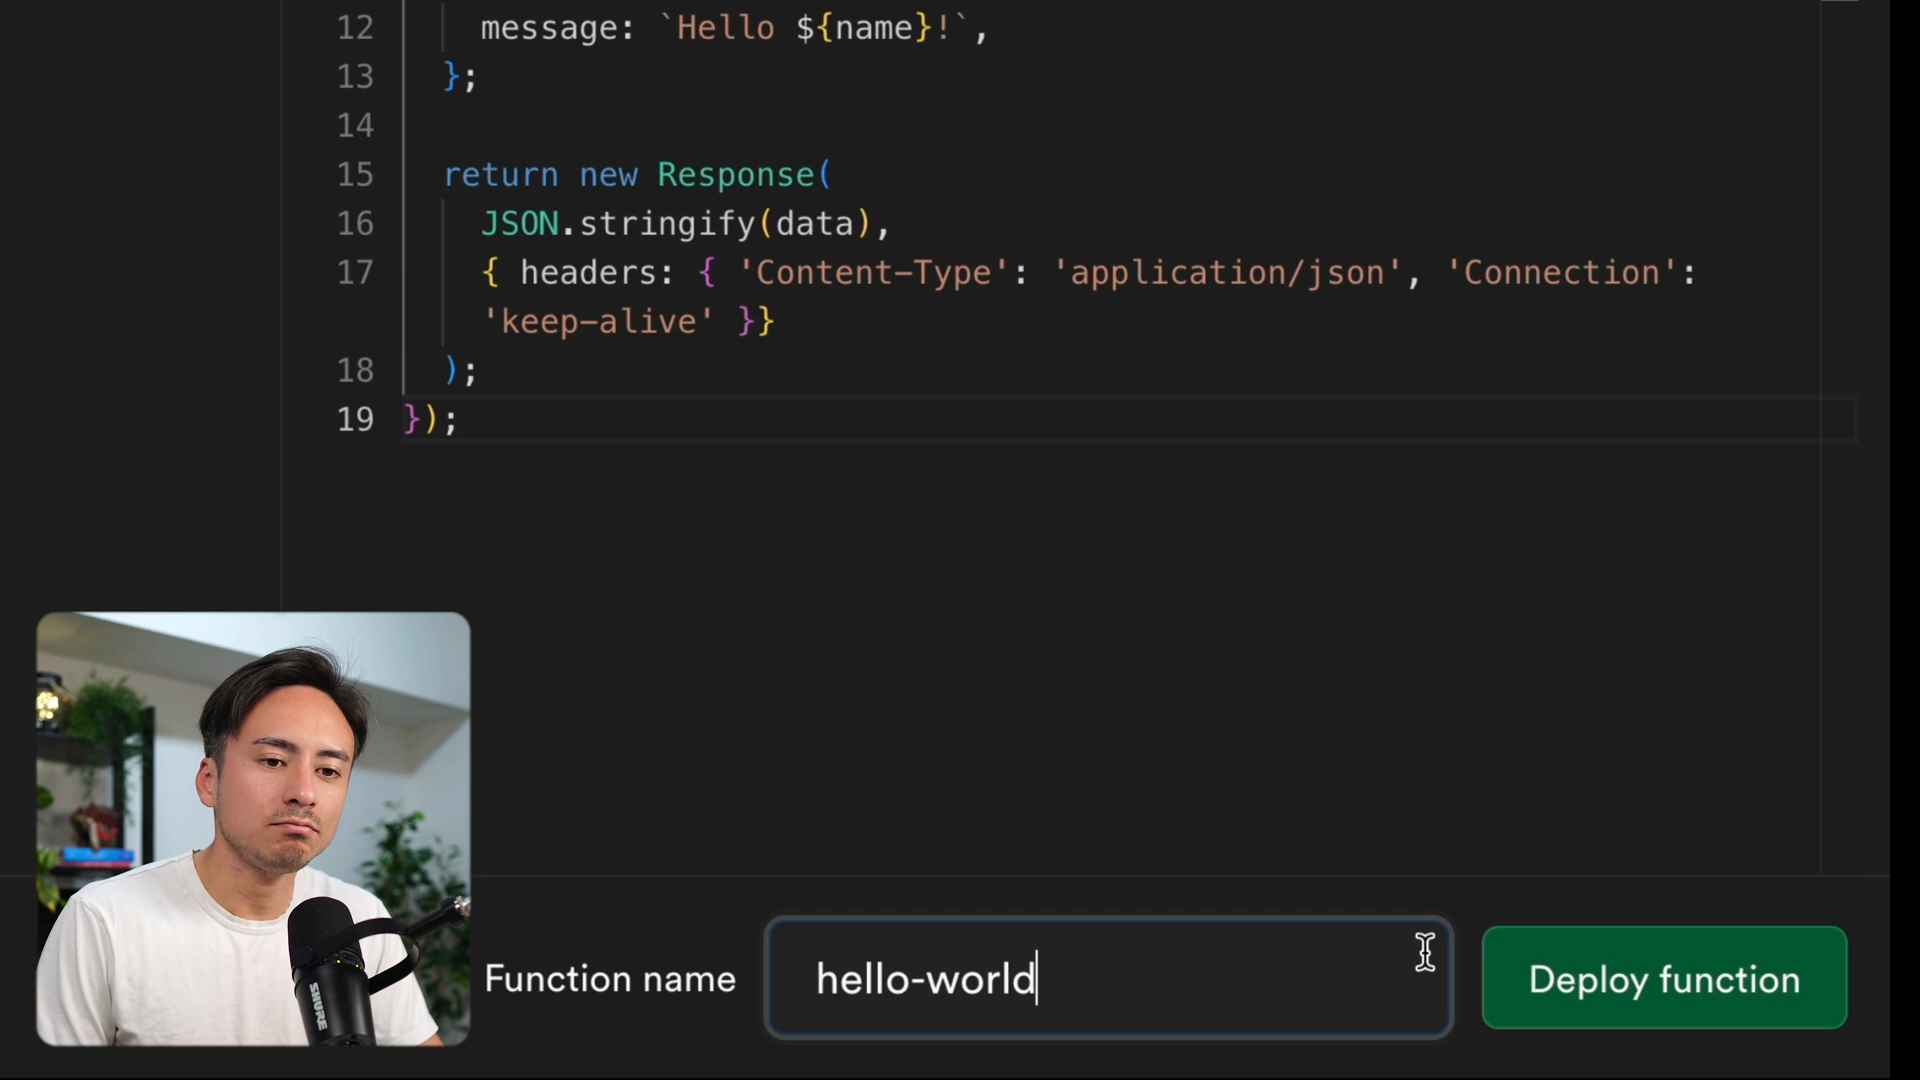 12 message: `Hello ${name}!`,
13 };
14
15 return new Response(
16 JSON.stringify(data),
17 { headers: { 'Content-Type': 'application/json', 'Connection':
'keep-alive' }}
18 );
19 });
SHURE
Function name
hello-world
Deploy function